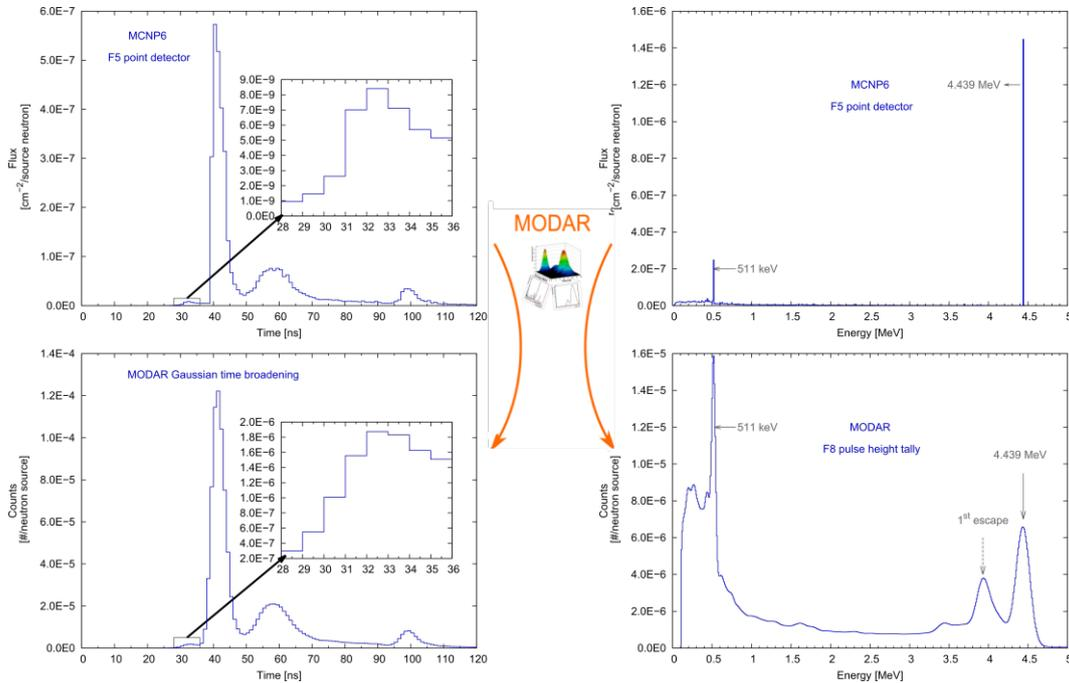 6.0E−7
5.0E−7
4.0E−7
3.0E−7
2.0E−7
1.0E−7
0.0E0
Flux
[cm−2/source neutron]
MCNP6
F5 point detector
9.0E−9
8.0E−9
7.0E−9
6.0E−9
5.0E−9
4.0E−9
3.0E−9
2.0E−9
1.0E−9
0.0E0
28 29 30 31 32 33 34 35 36
0 10 20 30 40 50 60 70 80 90 100 110 120
Time [ns]
MODAR
1.6E−6
1.4E−6
1.2E−6
1.0E−6
8.0E−7
6.0E−7
4.0E−7
2.0E−7
0.0E0
Flux
[cm−2/source neutron]
MCNP6
F5 point detector
4.439 MeV
511 keV
0 0.5 1 1.5 2 2.5 3 3.5 4 4.5 5
Energy [MeV]
1.4E−4
1.2E−4
1.0E−4
8.0E−5
6.0E−5
4.0E−5
2.0E−5
0.0E0
Counts
[#/neutron source]
MODAR Gaussian time broadening
2.0E−6
1.8E−6
1.6E−6
1.4E−6
1.2E−6
1.0E−6
8.0E−7
6.0E−7
4.0E−7
2.0E−7
28 29 30 31 32 33 34 35 36
0 10 20 30 40 50 60 70 80 90 100 110 120
Time [ns]
1.6E−5
1.4E−5
1.2E−5
1.0E−5
8.0E−6
6.0E−6
4.0E−6
2.0E−6
0.0E0
Counts
[#/neutron source]
511 keV
MODAR
F8 pulse height tally
4.439 MeV
1st escape
0 0.5 1 1.5 2 2.5 3 3.5 4 4.5 5
Energy [MeV]